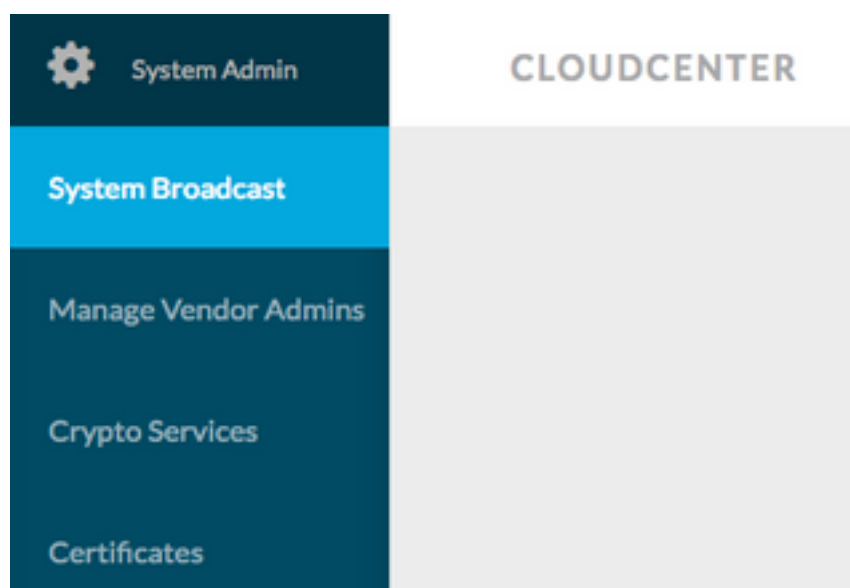 System Admin
CLOUDCENTER
System Broadcast
Manage Vendor Admins
Crypto Services
Certificates